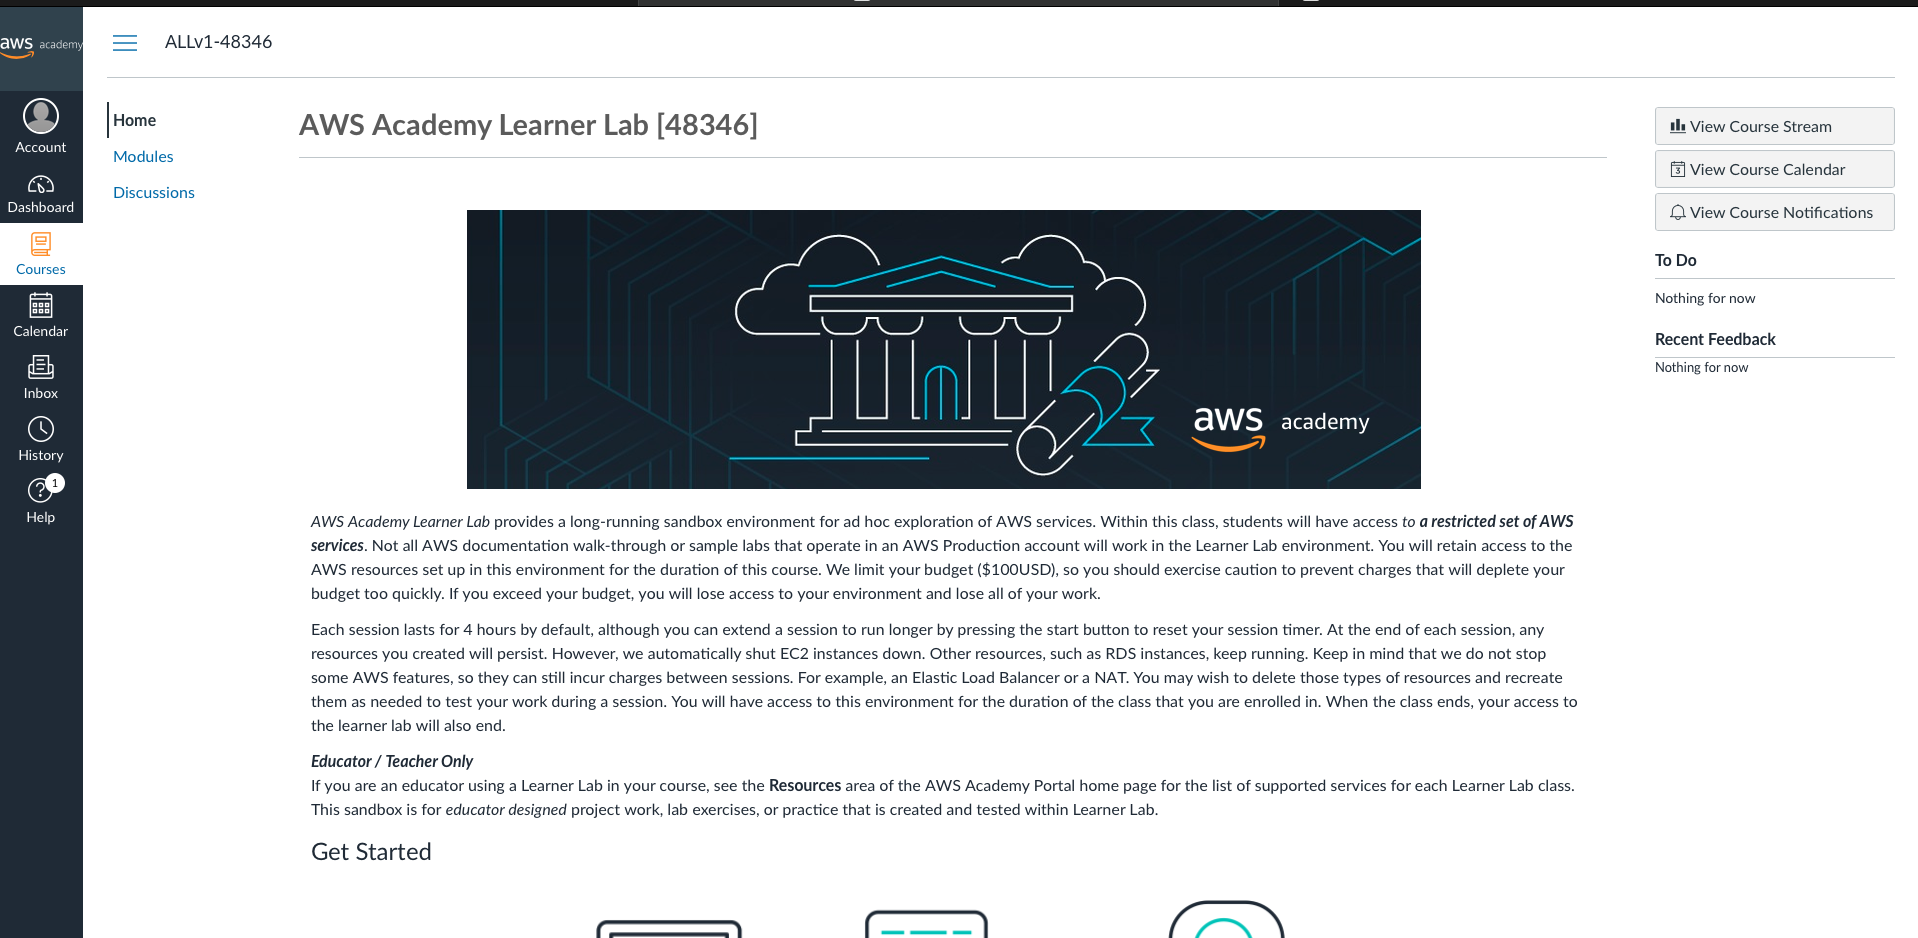 aws academy
Account
Dashboard
Courses
Calendar
Inbox
History
1
Help
ALLv1-48346
Home
Modules
Discussions
AWS Academy Learner Lab [48346]
aws academy
AWS Academy Learner Lab provides a long-running sandbox environment for ad hoc exploration of AWS services. Within this class, students will have access to a restricted set of AWS
services. Not all AWS documentation walk-through or sample labs that operate in an AWS Production account will work in the Learner Lab environment. You will retain access to the
AWS resources set up in this environment for the duration of this course. We limit your budget ($100USD), so you should exercise caution to prevent charges that will deplete your
budget too quickly. If you exceed your budget, you will lose access to your environment and lose all of your work.
Each session lasts for 4 hours by default, although you can extend a session to run longer by pressing the start button to reset your session timer. At the end of each session, any
resources you created will persist. However, we automatically shut EC2 instances down. Other resources, such as RDS instances, keep running. Keep in mind that we do not stop
some AWS features, so they can still incur charges between sessions. For example, an Elastic Load Balancer or a NAT. You may wish to delete those types of resources and recreate
them as needed to test your work during a session. You will have access to this environment for the duration of the class that you are enrolled in. When the class ends, your access to
the learner lab will also end.
Educator / Teacher Only
If you are an educator using a Learner Lab in your course, see the Resources area of the AWS Academy Portal home page for the list of supported services for each Learner Lab class.
This sandbox is for educator designed project work, lab exercises, or practice that is created and tested within Learner Lab.
Get Started
View Course Stream
3 View Course Calendar
View Course Notifications
To Do
Nothing for now
Recent Feedback
Nothing for now